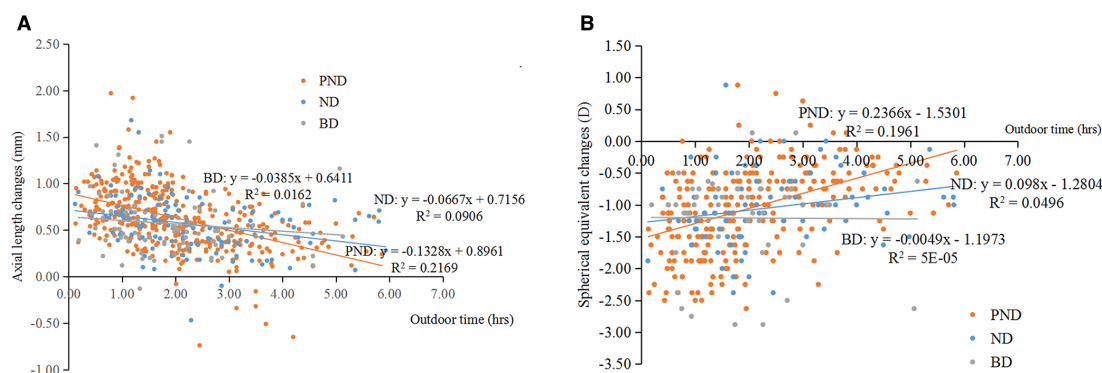 A
2.50
2.00
1.50
1.00
0.50
0.00
-0.50
-1.00
Axial length changes (mm)
PND
ND
BD
BD: y = -0.0385x + 0.6411
R² = 0.0162
ND: y = -0.0667x + 0.7156
R² = 0.0906
PND: y = -0.1328x + 0.8961
R² = 0.2169
0.00 1.00 2.00 3.00 4.00 5.00 6.00 7.00
Outdoor time (hrs)
B
1.50
1.00
0.50
0.00
-0.50
-1.00
-1.50
-2.00
-2.50
-3.00
-3.50
Spherical equivalent changes (D)
PND: y = 0.2366x - 1.5301
R² = 0.1961
Outdoor time (hrs)
0.00 1.00 2.00 3.00 4.00 5.00 6.00 7.00
ND: y = 0.098x - 1.2804
R² = 0.0496
BD: y = -0.0049x - 1.1973
R² = 5E-05
PND
ND
BD